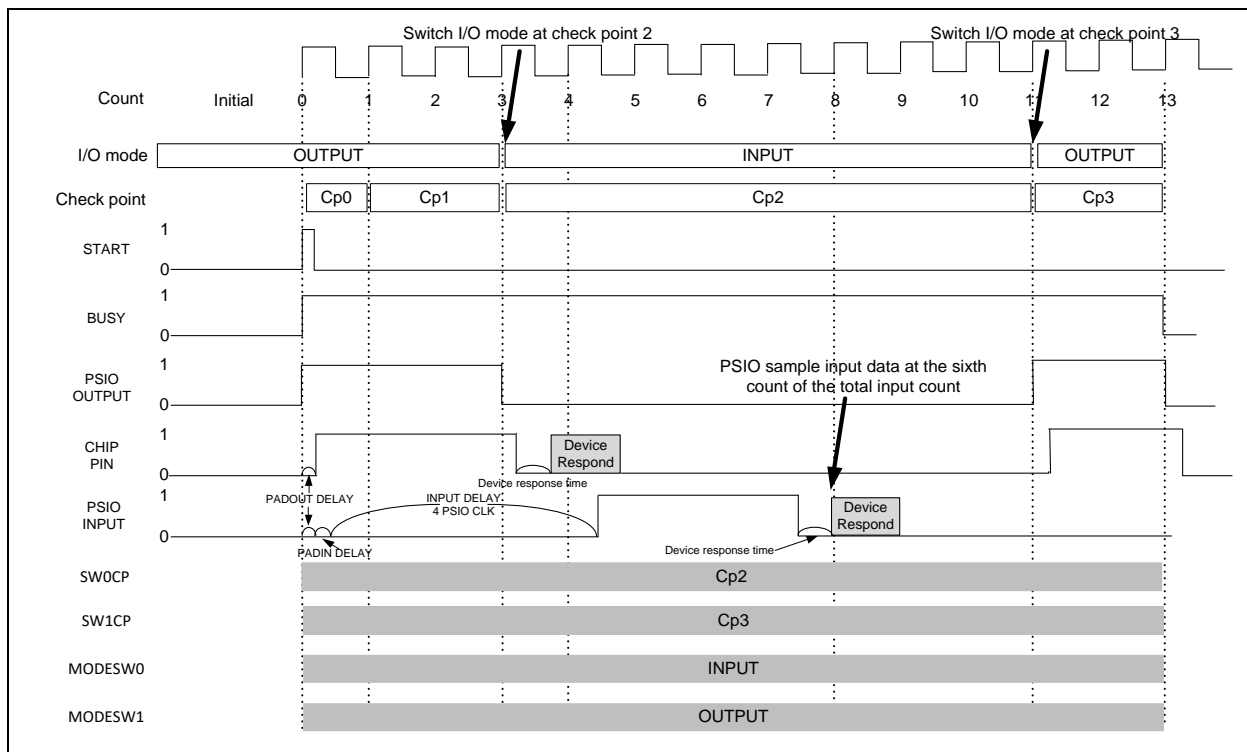 Switch I/O mode at check point 2
Switch I/O mode at check point 3
Count Initial 0 1 2 3 4 5 6 7 8 9 10 11 12 13
I/O mode OUTPUT INPUT OUTPUT
Check point Cp0 Cp1 Cp2 Cp3
START 1 0
BUSY 1 0
PSIO sample input data at the sixth
count of the total input count
PSIO
OUTPUT
1
0
CHIP
PIN
1
0
Device
Respond
Device response time
PADOUT DELAY
INPUT DELAY
4 PSIO CLK
PSIO
INPUT
1
0
Device
Respond
Device response time
PADIN DELAY
SW0CP Cp2
SW1CP Cp3
MODESW0 INPUT
MODESW1 OUTPUT